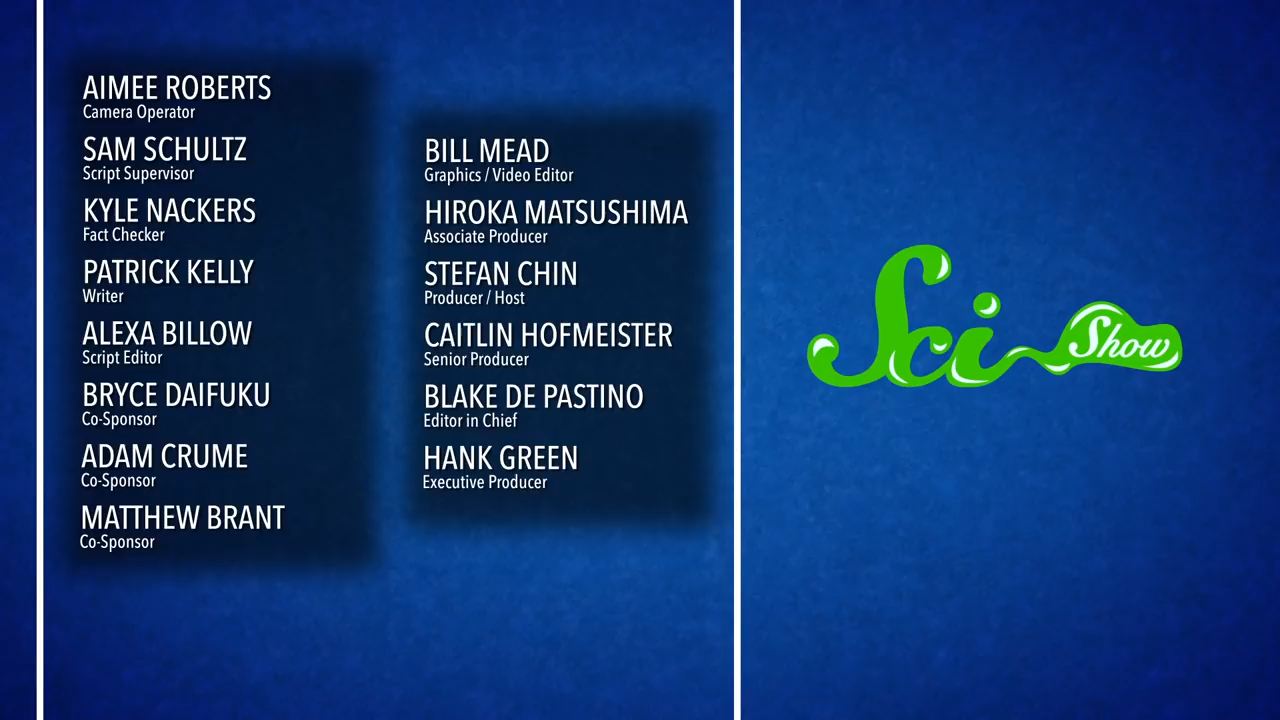 AIMEE ROBERTS
Camera Operator
SAM SCHULTZ
Script Supervisor
KYLE NACKERS
Fact Checker
PATRICK KELLY
Writer
ALEXA BILLOW
Script Editor
BRYCE DAIFUKU
Co-Sponsor
ADAM CRUME
Co-Sponsor
MATTHEW BRANT
Co-Sponsor
BILL MEAD
Graphics / Video Editor
HIROKA MATSUSHIMA
Associate Producer
STEFAN CHIN
Producer / Host
CAITLIN HOFMEISTER
Senior Producer
BLAKE DE PASTINO
Editor in Chief
HANK GREEN
Executive Producer
Sci Show